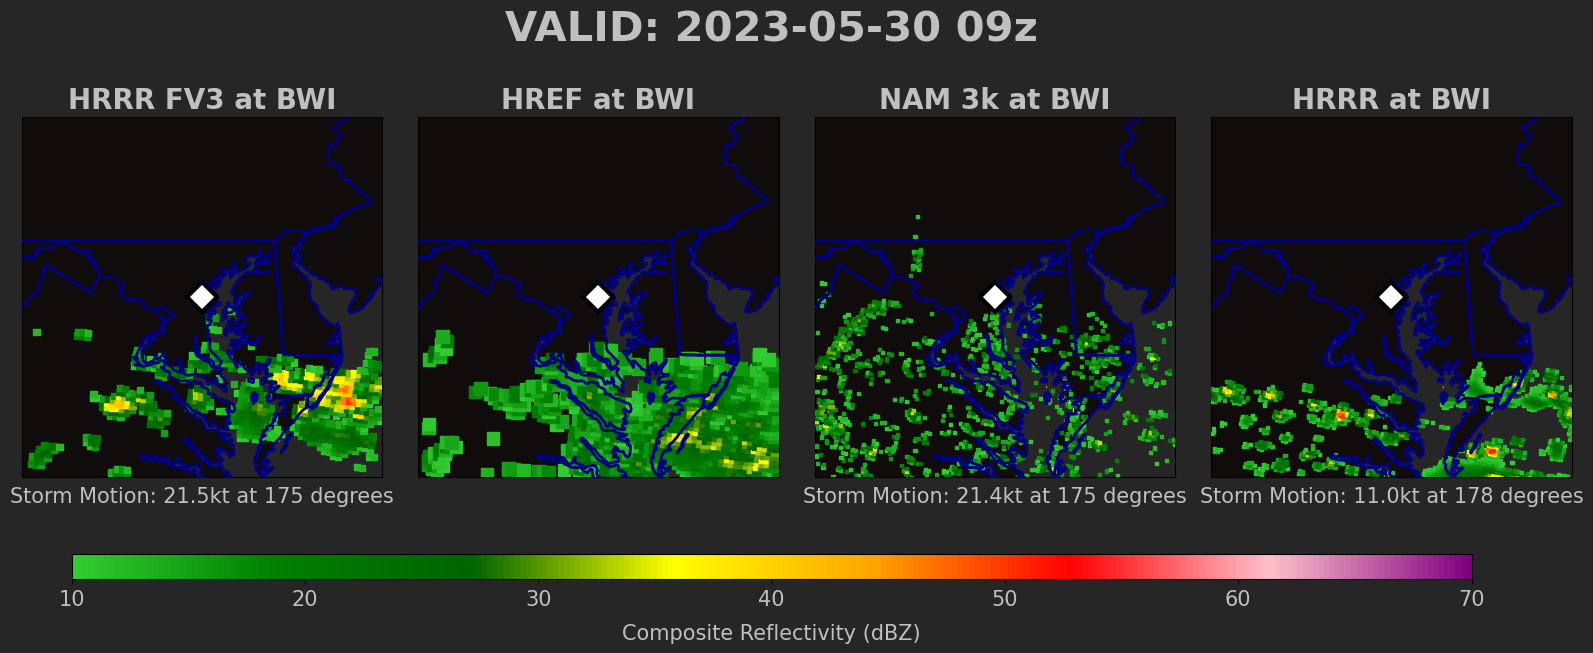 VALID: 2023-05-30 09z
HRRR FV3 at BWI
HREF at BWI
NAM 3k at BWI
HRRR at BWI
Storm Motion: 21.5kt at 175 degrees
Storm Motion: 21.4kt at 175 degrees
Storm Motion: 11.0kt at 178 degrees
10 20 30 40 50 60 70
Composite Reflectivity (dBZ)